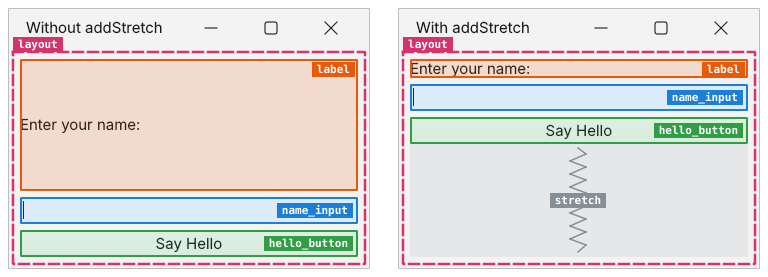 Without addStretch
layout
label
Enter your name:
name_input
Say Hello
hello_button
With addStretch
layout
Enter your name:
label
name_input
Say Hello
hello_button
stretch